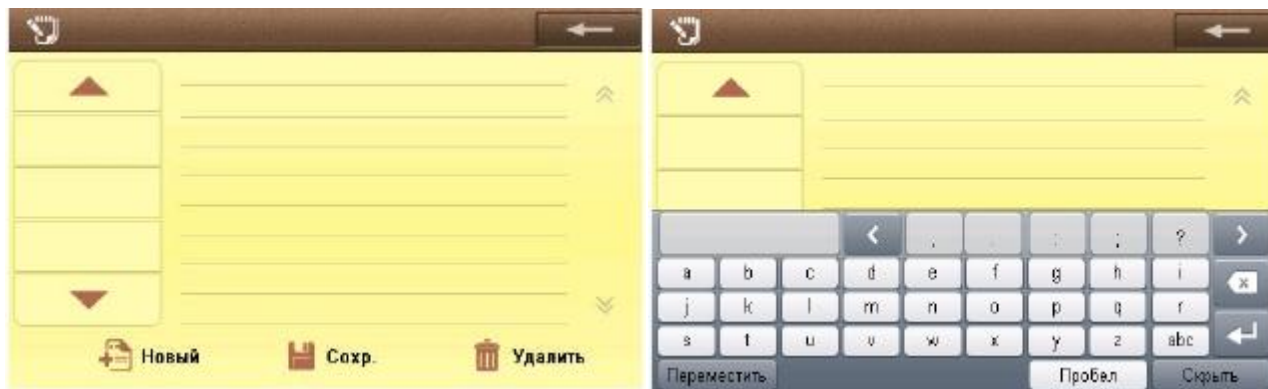 Новый Сохр. Удалить
, . : ; ?
a b c d e f g h i
j k l m n o p q r
s t u v w x y z abc
Переместить Пробел Скрыть